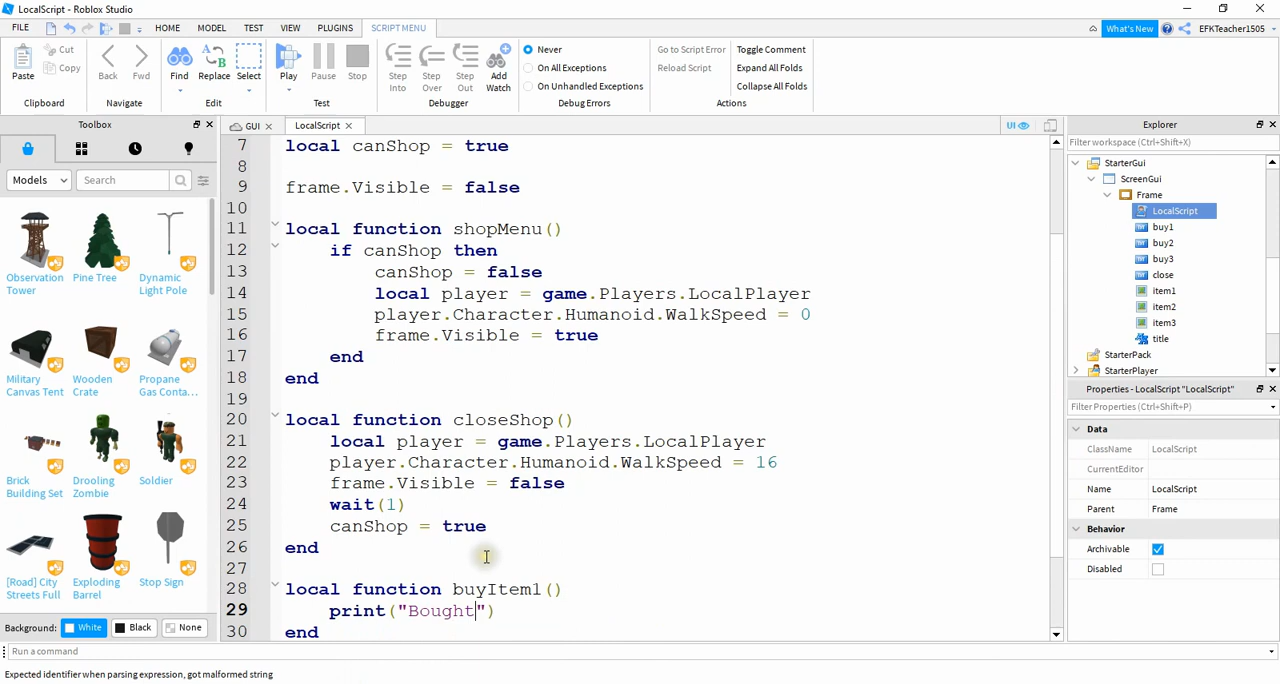 LocalScript - Roblox Studio
FILE HOME MODEL TEST VIEW PLUGINS SCRIPT MENU What's New EFKTeacher1505
Paste Cut Copy
Clipboard
Back Fwd
Navigate
Find Replace Select
Edit
Play Pause Stop
Test
Step Into Step Over Step Out Add Watch
Debugger
Never
On All Exceptions
On Unhandled Exceptions
Debug Errors
Go to Script Error
Reload Script
Toggle Comment
Expand All Folds
Collapse All Folds
Actions
Toolbox
Models Search
Observation Tower
Pine Tree
Dynamic Light Pole
Military Canvas Tent
Wooden Crate
Propane Gas Conta...
Brick Building Set
Drooling Zombie
Soldier
[Road] City Streets Full
Exploding Barrel
Stop Sign
Background: White Black None
GUI LocalScript UI
7 local canShop = true
8
9 frame.Visible = false
10
11 local function shopMenu()
12 if canShop then
13 canShop = false
14 local player = game.Players.LocalPlayer
15 player.Character.Humanoid.WalkSpeed = 0
16 frame.Visible = true
17 end
18 end
19
20 local function closeShop()
21 local player = game.Players.LocalPlayer
22 player.Character.Humanoid.WalkSpeed = 16
23 frame.Visible = false
24 wait(1)
25 canShop = true
26 end
27
28 local function buyItem1()
29 print("Bought")
30 end
Explorer
Filter workspace (Ctrl+Shift+X)
StarterGui
ScreenGui
Frame
LocalScript
buy1
buy2
buy3
close
item1
item2
item3
title
StarterPack
StarterPlayer
Properties - LocalScript "LocalScript"
Filter Properties (Ctrl+Shift+P)
Data
ClassName LocalScript
CurrentEditor
Name LocalScript
Parent Frame
Behavior
Archivable
Disabled
Run a command
Expected identifier when parsing expression, got malformed string